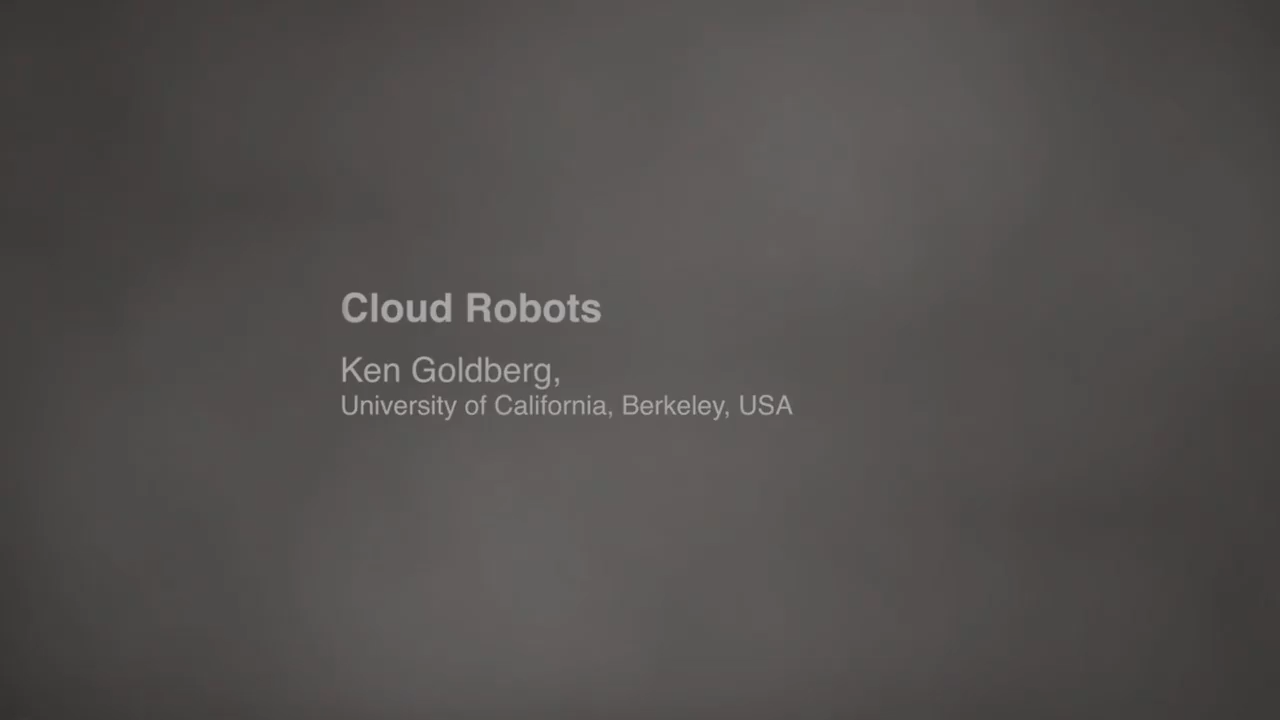 Cloud Robots
Ken Goldberg,
University of California, Berkeley, USA